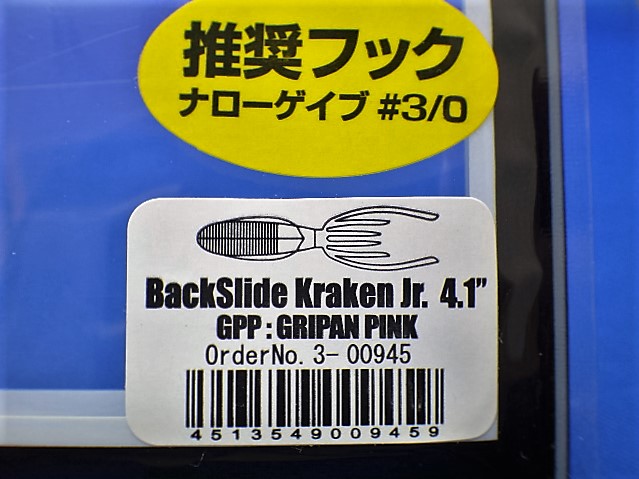 推奨フック
ナローゲイブ #3/0
BackSlide Kraken Jr. 4.1”
GPP : GRIPAN PINK
OrderNo. 3- 00945
4513549009459